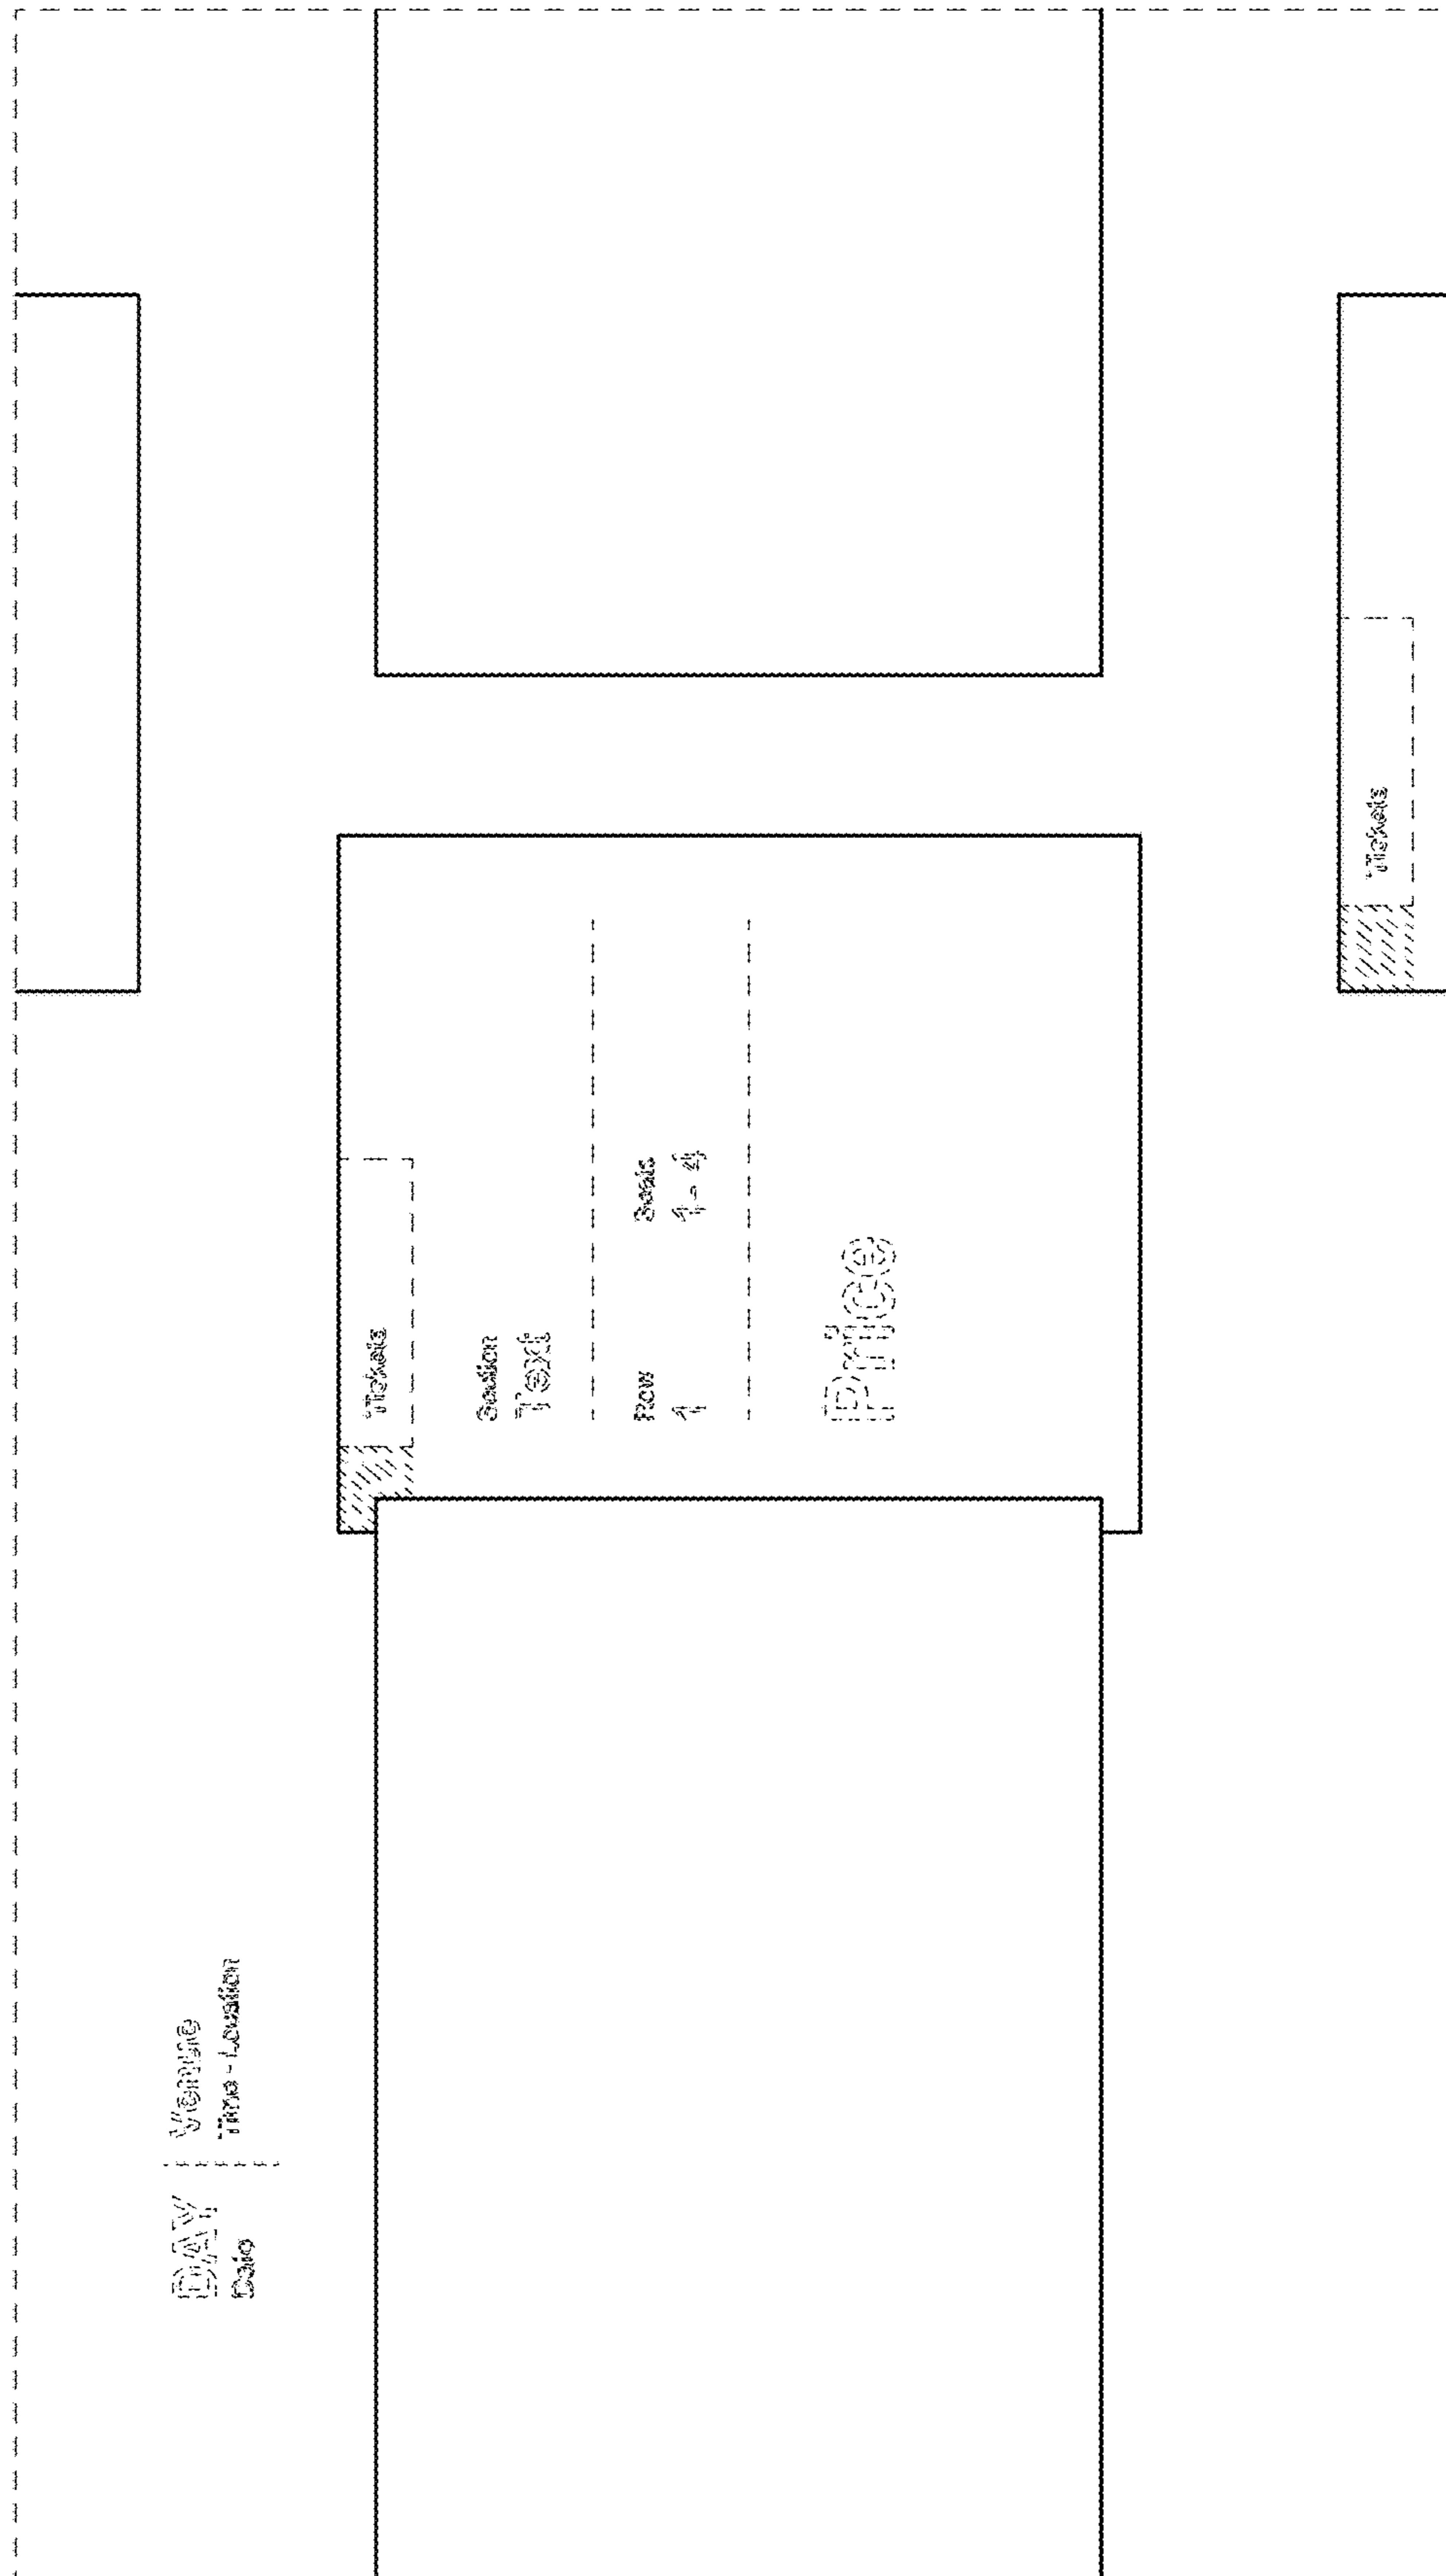 DAY
Date
Venue
Time - Location
Tickets
Section
Text
Row
1
Seats
1 - 4
Price
Tickets